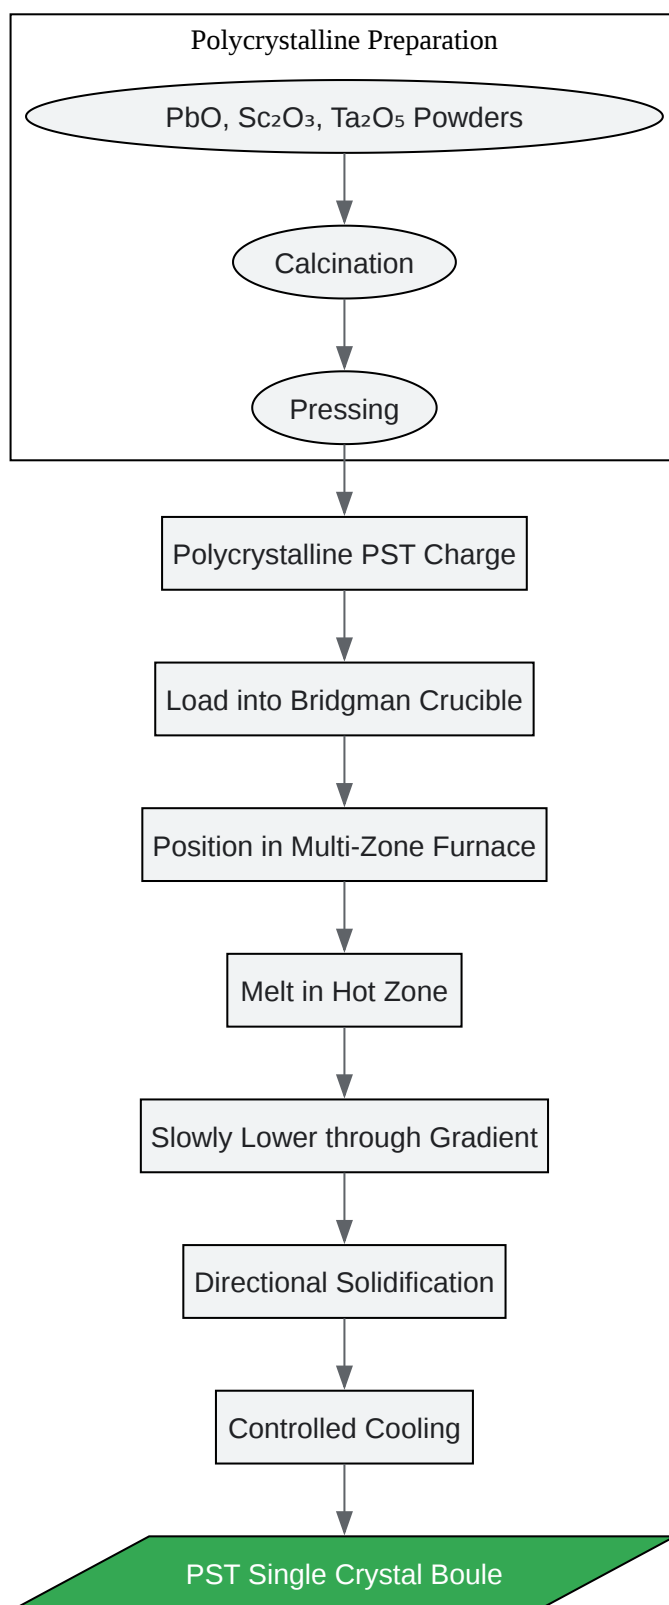 Polycrystalline Preparation
PbO, Sc₂O₃, Ta₂O₅ Powders
Calcination
Pressing
Polycrystalline PST Charge
Load into Bridgman Crucible
Position in Multi-Zone Furnace
Melt in Hot Zone
Slowly Lower through Gradient
Directional Solidification
Controlled Cooling
PST Single Crystal Boule